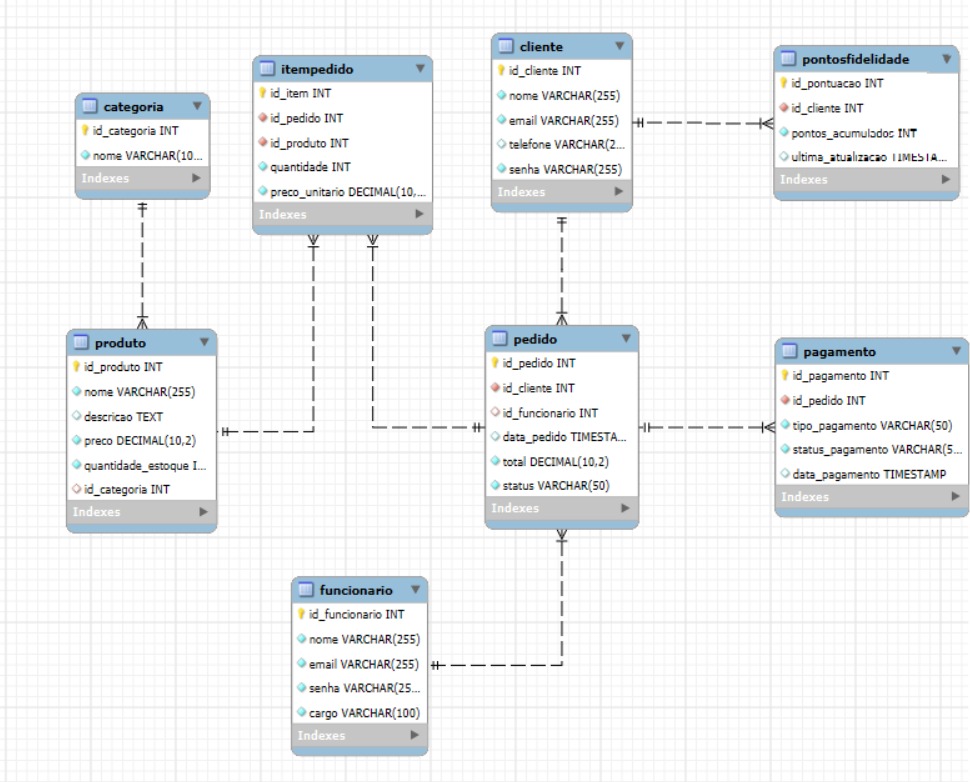 categoria
id_categoria INT
nome VARCHAR(10...
Indexes
itempedido
id_item INT
id_pedido INT
id_produto INT
quantidade INT
preco_unitario DECIMAL(10,...
Indexes
cliente
id_cliente INT
nome VARCHAR(255)
email VARCHAR(255)
telefone VARCHAR(2...
senha VARCHAR(255)
Indexes
pontosfidelidade
id_pontuacao INT
id_cliente INT
pontos_acumulados INT
ultima_atualizacao TIMESTA...
Indexes
produto
id_produto INT
nome VARCHAR(255)
descricao TEXT
preco DECIMAL(10,2)
quantidade_estoque I...
id_categoria INT
Indexes
pedido
id_pedido INT
id_cliente INT
id_funcionario INT
data_pedido TIMESTA...
total DECIMAL(10,2)
status VARCHAR(50)
Indexes
pagamento
id_pagamento INT
id_pedido INT
tipo_pagamento VARCHAR(50)
status_pagamento VARCHAR(5...
data_pagamento TIMESTAMP
Indexes
funcionario
id_funcionario INT
nome VARCHAR(255)
email VARCHAR(255)
senha VARCHAR(25...
cargo VARCHAR(100)
Indexes